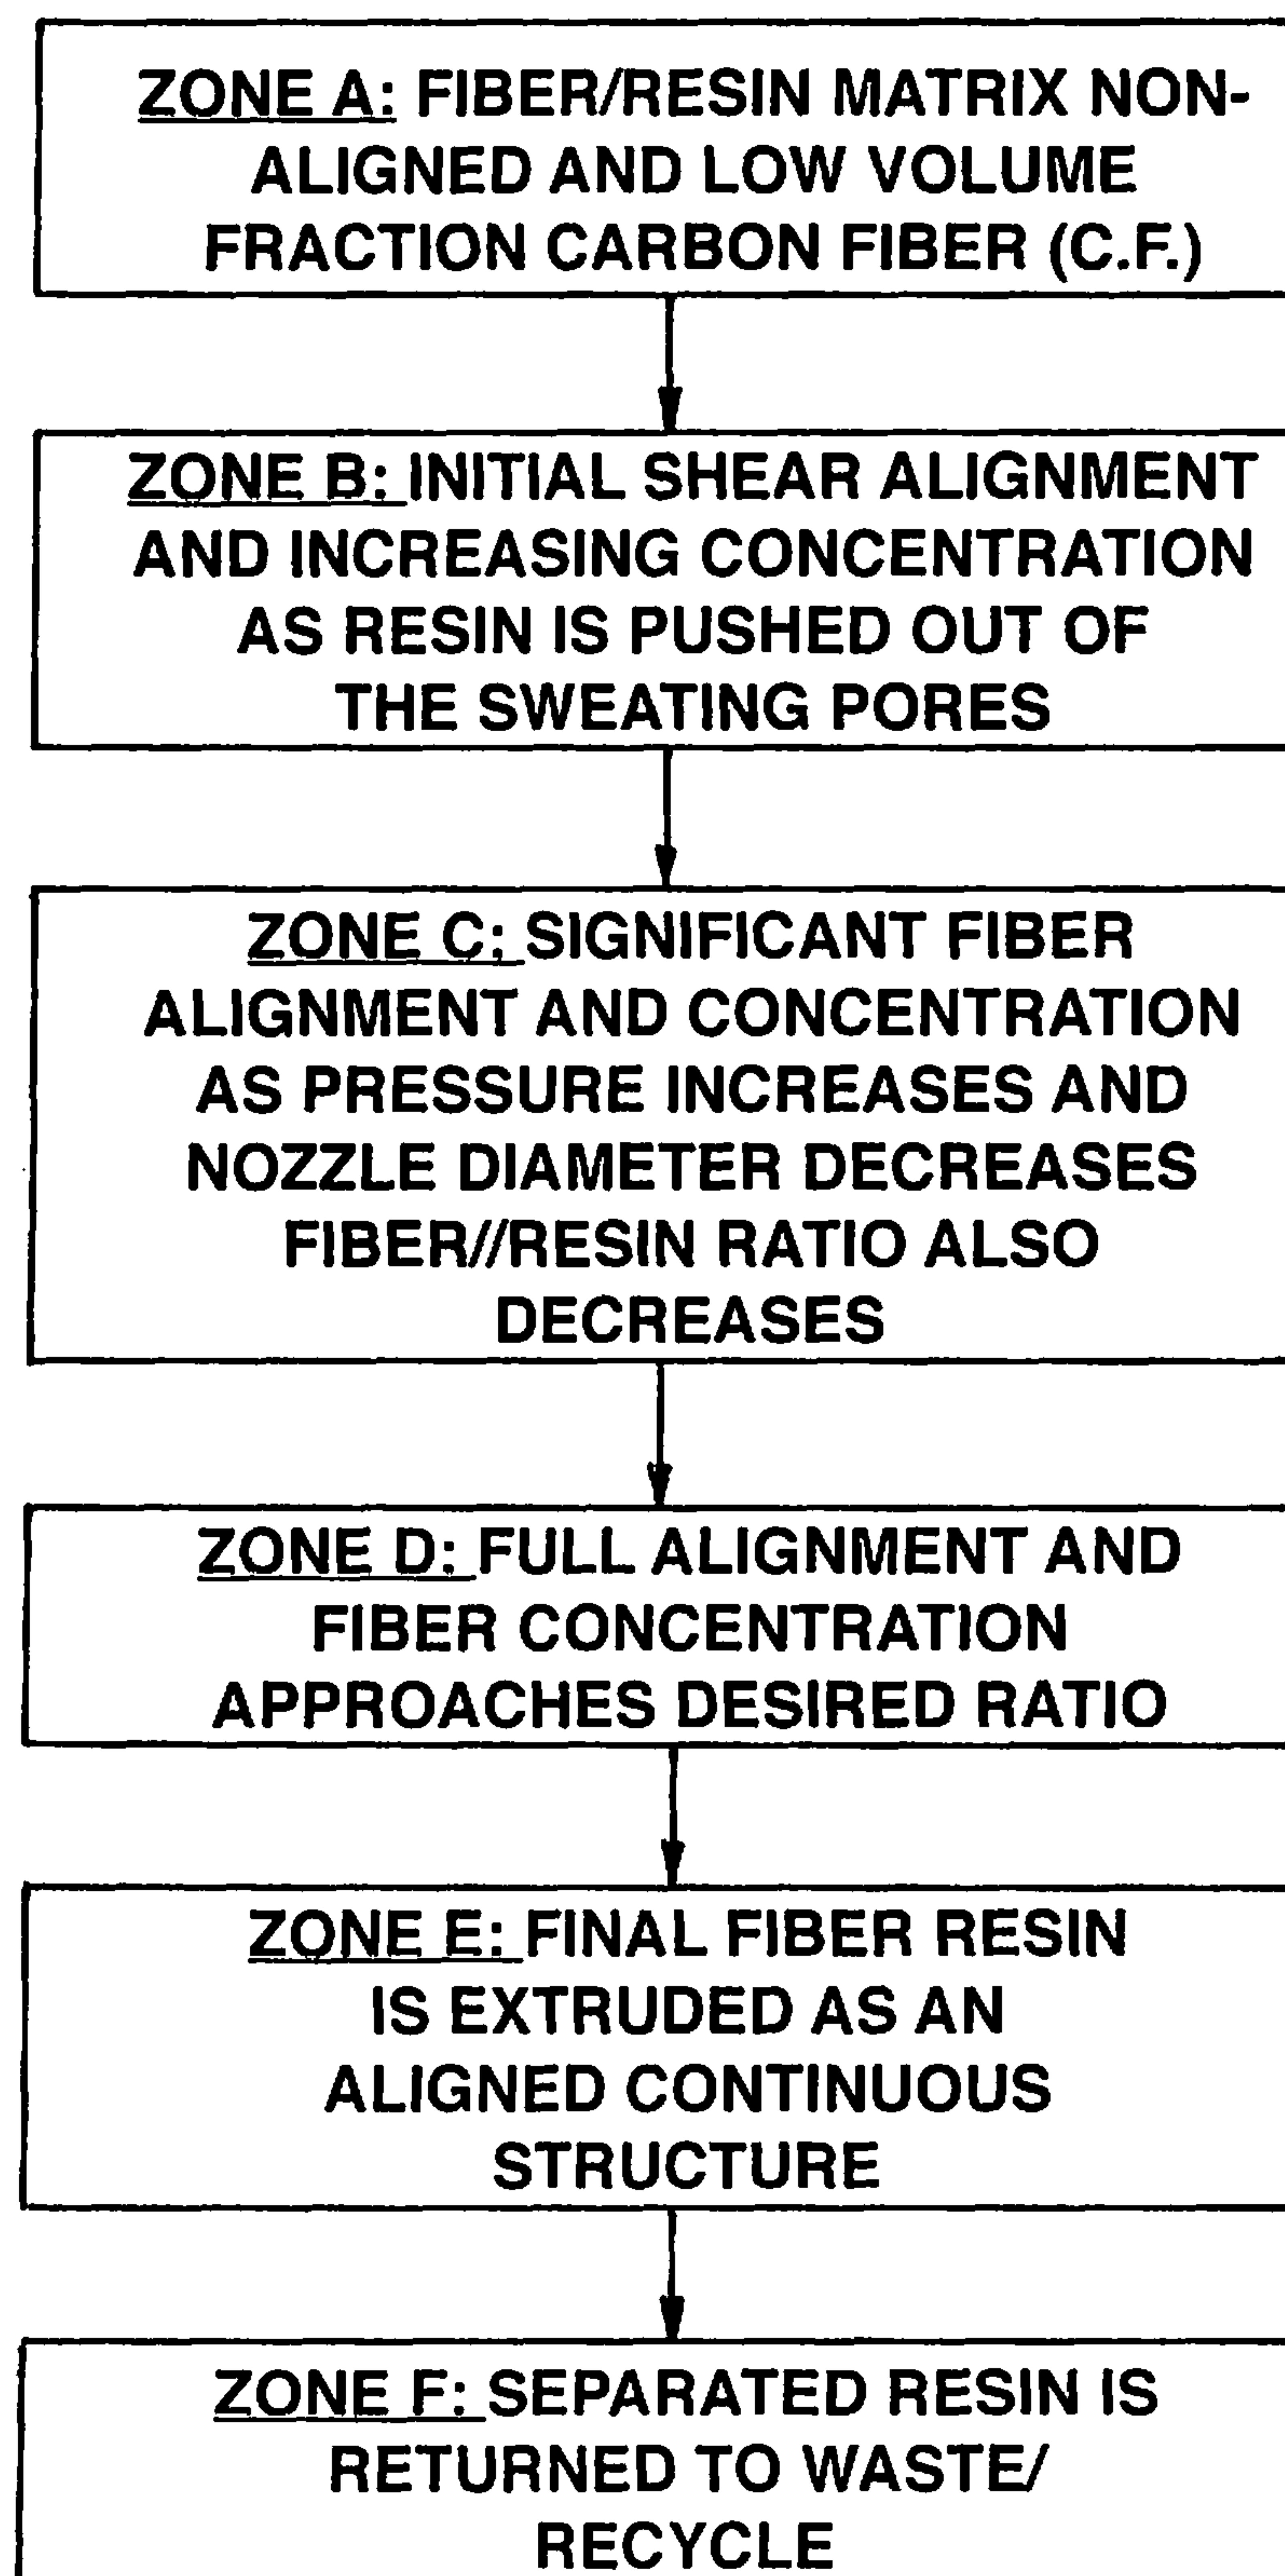 ZONE A: FIBER/RESIN MATRIX NON-
ALIGNED AND LOW VOLUME
FRACTION CARBON FIBER (C.F.)
ZONE B: INITIAL SHEAR ALIGNMENT
AND INCREASING CONCENTRATION
AS RESIN IS PUSHED OUT OF
THE SWEATING PORES
ZONE C; SIGNIFICANT FIBER
ALIGNMENT AND CONCENTRATION
AS PRESSURE INCREASES AND
NOZZLE DIAMETER DECREASES
FIBER//RESIN RATIO ALSO
DECREASES
ZONE D: FULL ALIGNMENT AND
FIBER CONCENTRATION
APPROACHES DESIRED RATIO
ZONE E: FINAL FIBER RESIN
IS EXTRUDED AS AN
ALIGNED CONTINUOUS
STRUCTURE
ZONE F: SEPARATED RESIN IS
RETURNED TO WASTE/
RECYCLE